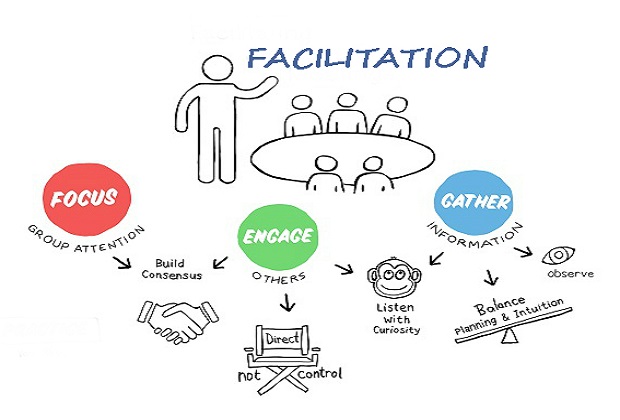 FACILITATION
FOCUS
GROUP ATTENTION
ENGAGE
OTHERS
GATHER
INFORMATION
Build
Consensus
Direct
not control
Listen
with
Curiosity
Balance
Planning & Intuition
observe